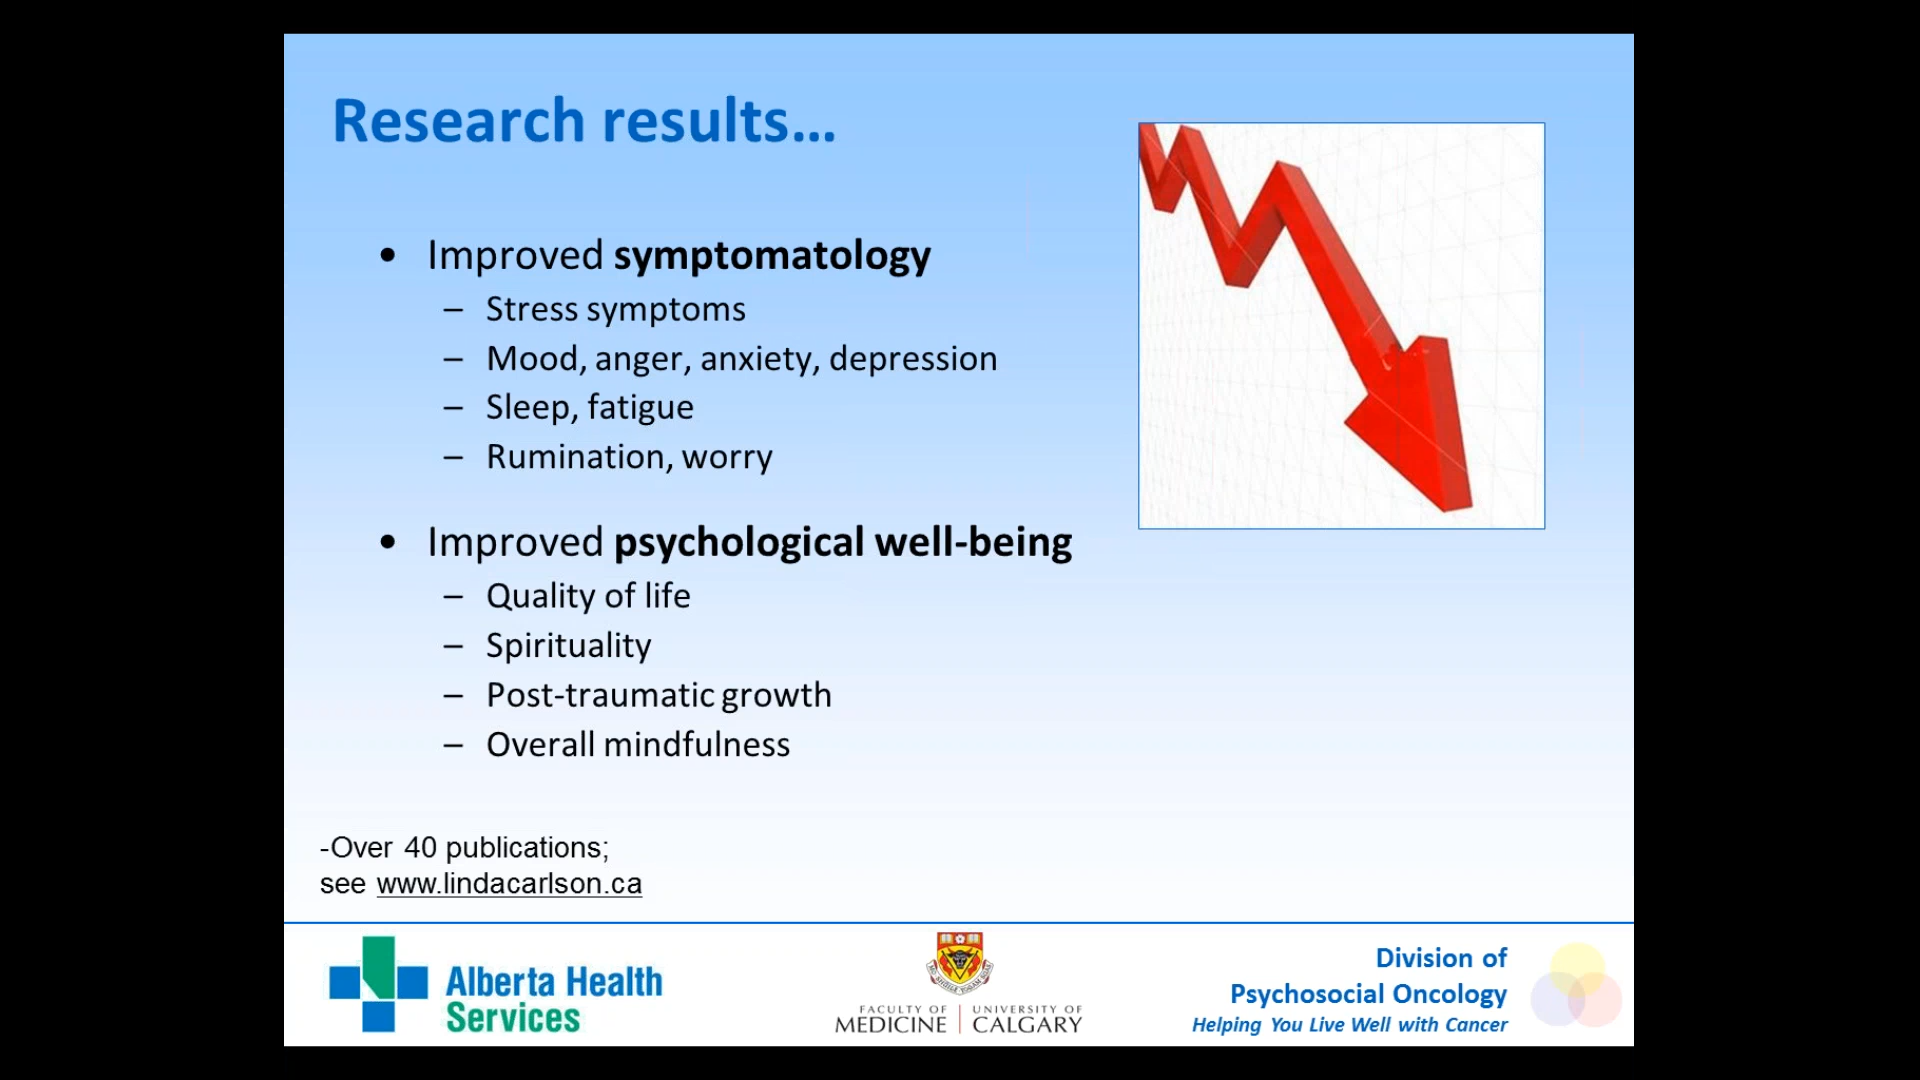 Research results...
• Improved symptomatology
– Stress symptoms
– Mood, anger, anxiety, depression
– Sleep, fatigue
– Rumination, worry
• Improved psychological well-being
– Quality of life
– Spirituality
– Post-traumatic growth
– Overall mindfulness
-Over 40 publications;
see www.lindacarlson.ca
Alberta Health
Services
FACULTY OF | UNIVERSITY OF
MEDICINE | CALGARY
Division of
Psychosocial Oncology
Helping You Live Well with Cancer